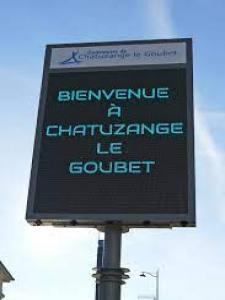 Commune de
Chatuzange le Goubet
BIENVENUE
À
CHATUZANGE
LE
GOUBET